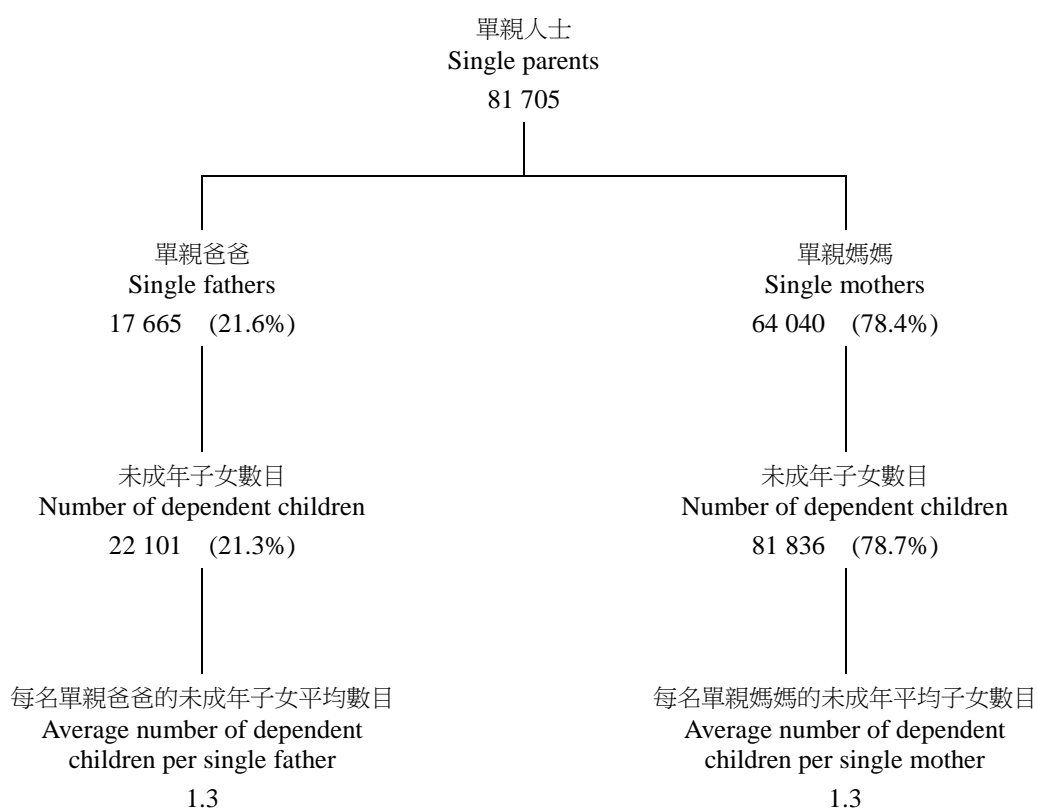 單親人士
Single parents
81 705
單親爸爸
Single fathers
17 665 (21.6%)
單親媽媽
Single mothers
64 040 (78.4%)
未成年子女數目
Number of dependent children
22 101 (21.3%)
未成年子女數目
Number of dependent children
81 836 (78.7%)
每名單親爸爸的未成年子女平均數目
Average number of dependent
children per single father
1.3
每名單親媽媽的未成年平均子女數目
Average number of dependent
children per single mother
1.3